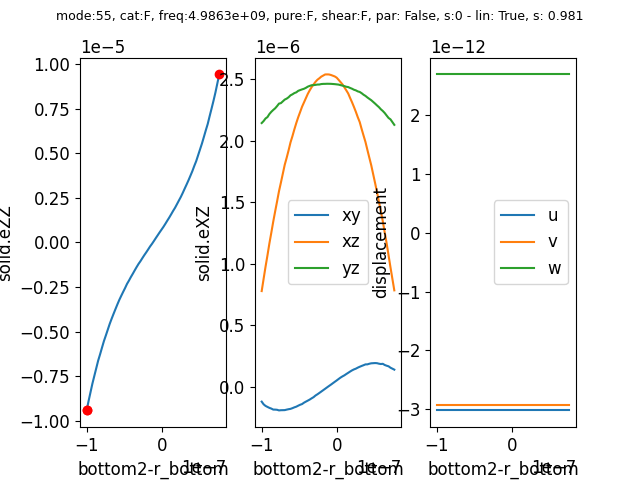 mode:55, cat:F, freq:4.9863e+09, pure:F, shear:F, par: False, s:0 - lin: True, s: 0.981
1e−5
1e−6
1e−12
solid.eZZ
1.00
0.75
0.50
0.25
0.00
−0.25
−0.50
−0.75
−1.00
−1
0
1e−7
bottom2-r_bottom
solid.eXZ
2.5
2.0
1.5
1.0
0.5
0.0
xy
xz
yz
−1
0
1e−7
bottom2-r_bottom
displacement
2
1
0
−1
−2
−3
u
v
w
−1
0
1e−7
bottom2-r_bottom